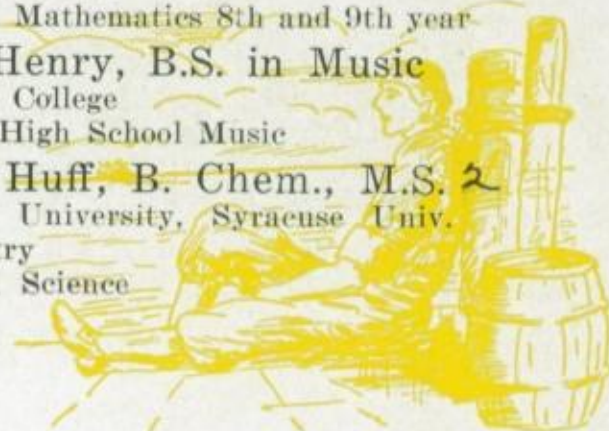 Mathematics 8th and 9th year
Henry, B.S. in Music
College
High School Music
Huff, B. Chem., M.S. 2
University, Syracuse Univ.
try
Science